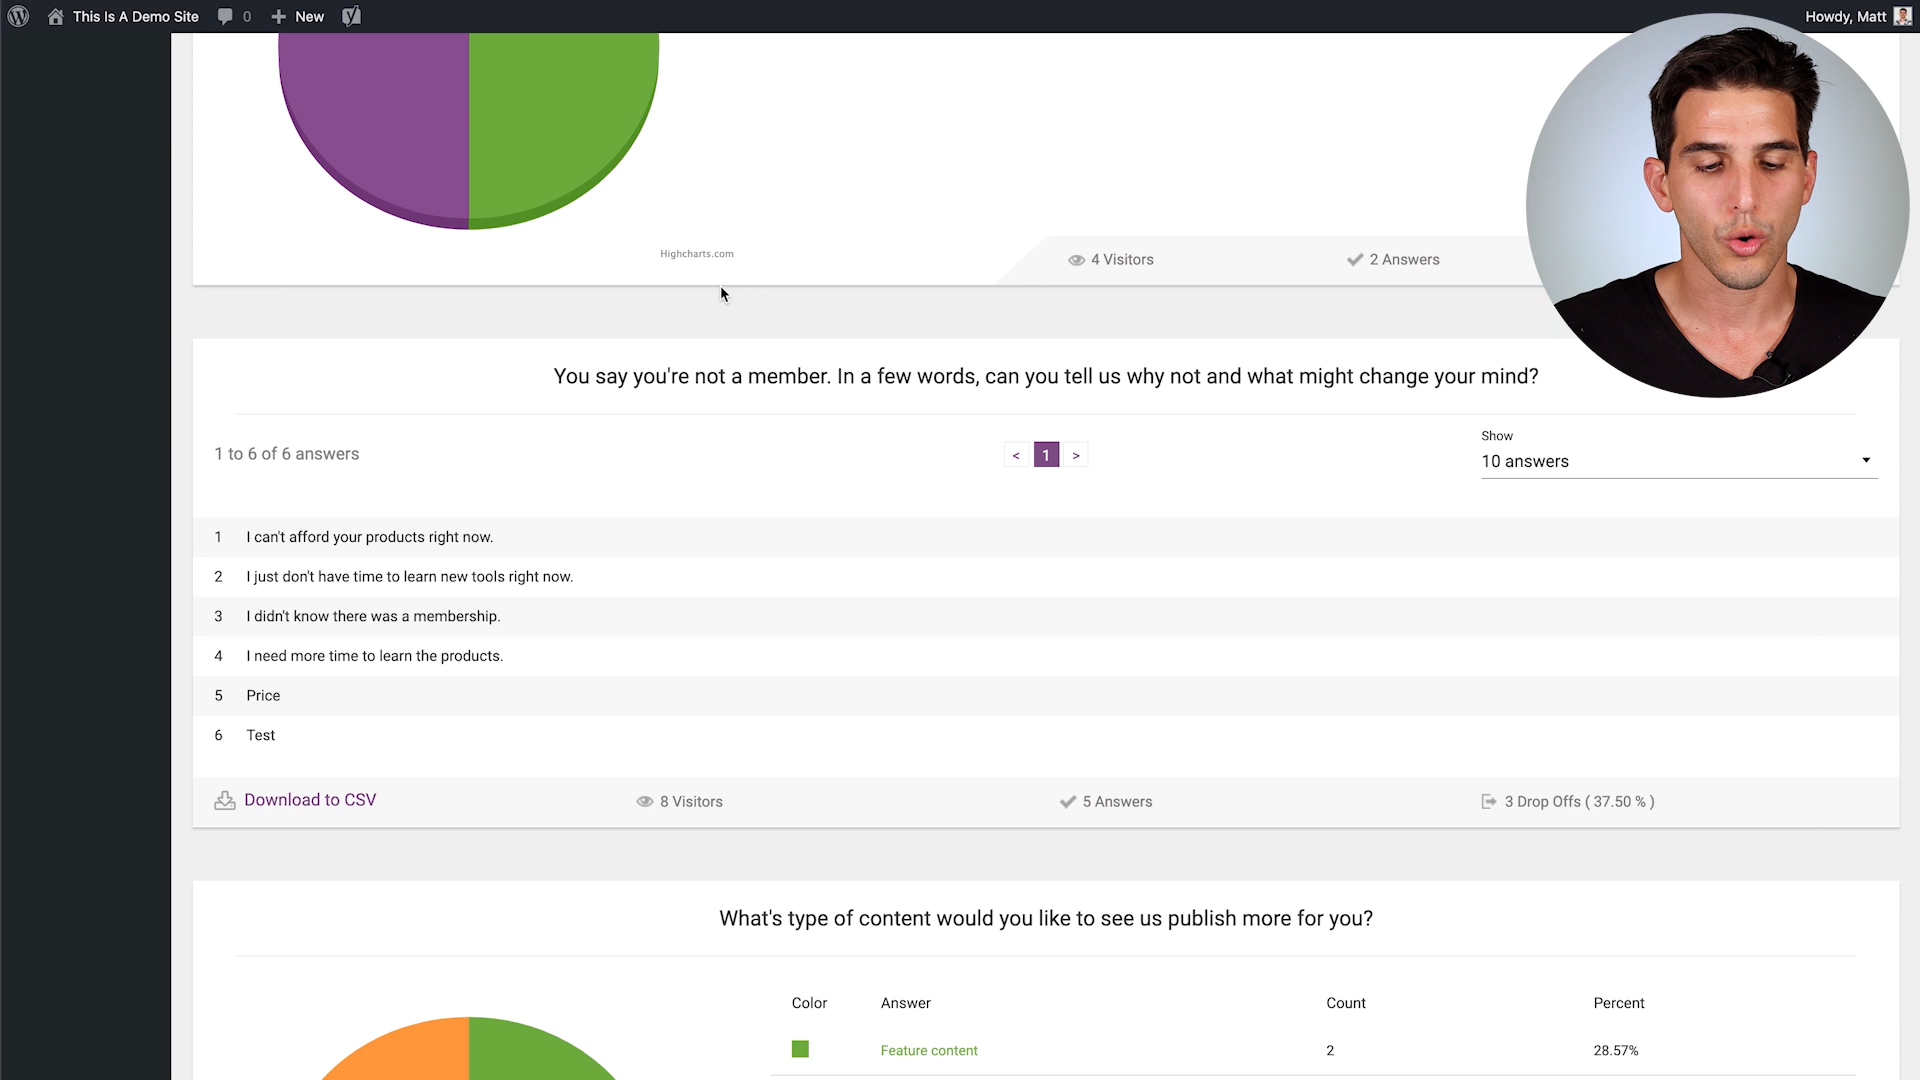 This Is A Demo Site 0 New Howdy, Matt
Highcharts.com
4 Visitors 2 Answers
You say you're not a member. In a few words, can you tell us why not and what might change your mind?
1 to 6 of 6 answers < 1 > Show
10 answers
1 I can't afford your products right now.
2 I just don't have time to learn new tools right now.
3 I didn't know there was a membership.
4 I need more time to learn the products.
5 Price
6 Test
Download to CSV 8 Visitors 5 Answers 3 Drop Offs ( 37.50 % )
What's type of content would you like to see us publish more for you?
Color Answer Count Percent
Feature content 2 28.57%